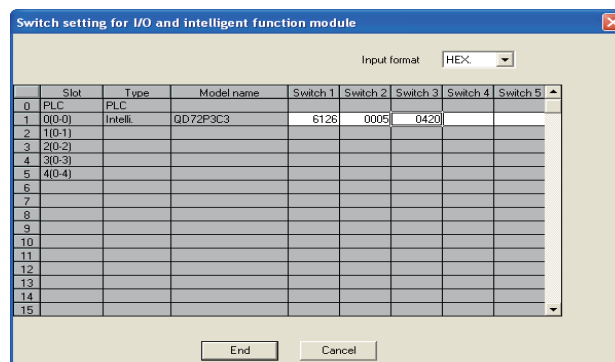 Switch setting for I/O and intelligent function module
Input format HEX.
Slot Type Model name Switch 1 Switch 2 Switch 3 Switch 4 Switch 5
0 PLC PLC
1 0(0-0) Intelli. QD72P3C3 6126 0005 0420
2 1(0-1)
3 2(0-2)
4 3(0-3)
5 4(0-4)
6
7
8
9
10
11
12
13
14
15
End Cancel